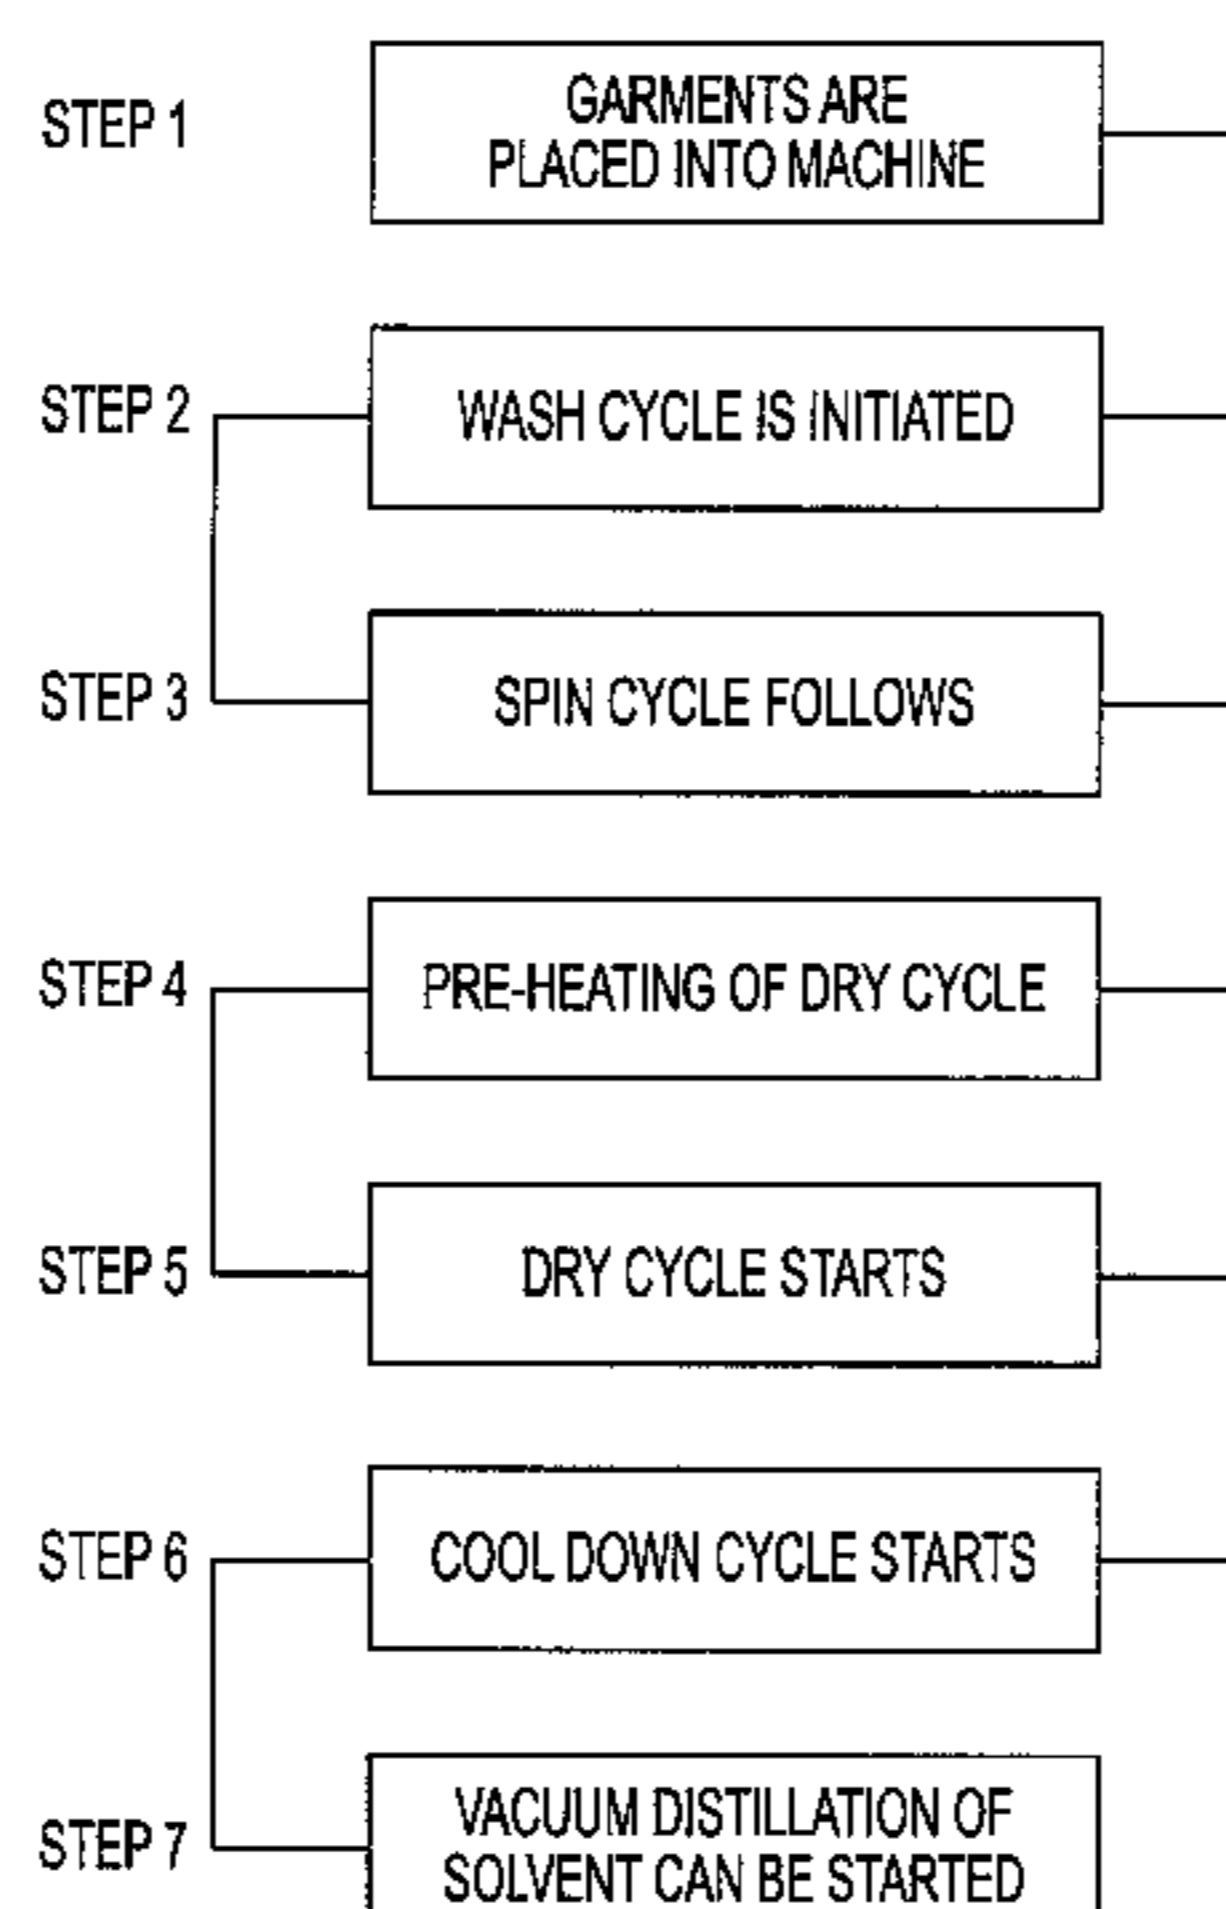 STEP 1
GARMENTS ARE
PLACED INTO MACHINE
STEP 2
WASH CYCLE IS INITIATED
STEP 3
SPIN CYCLE FOLLOWS
STEP 4
PRE-HEATING OF DRY CYCLE
STEP 5
DRY CYCLE STARTS
STEP 6
COOL DOWN CYCLE STARTS
STEP 7
VACUUM DISTILLATION OF
SOLVENT CAN BE STARTED